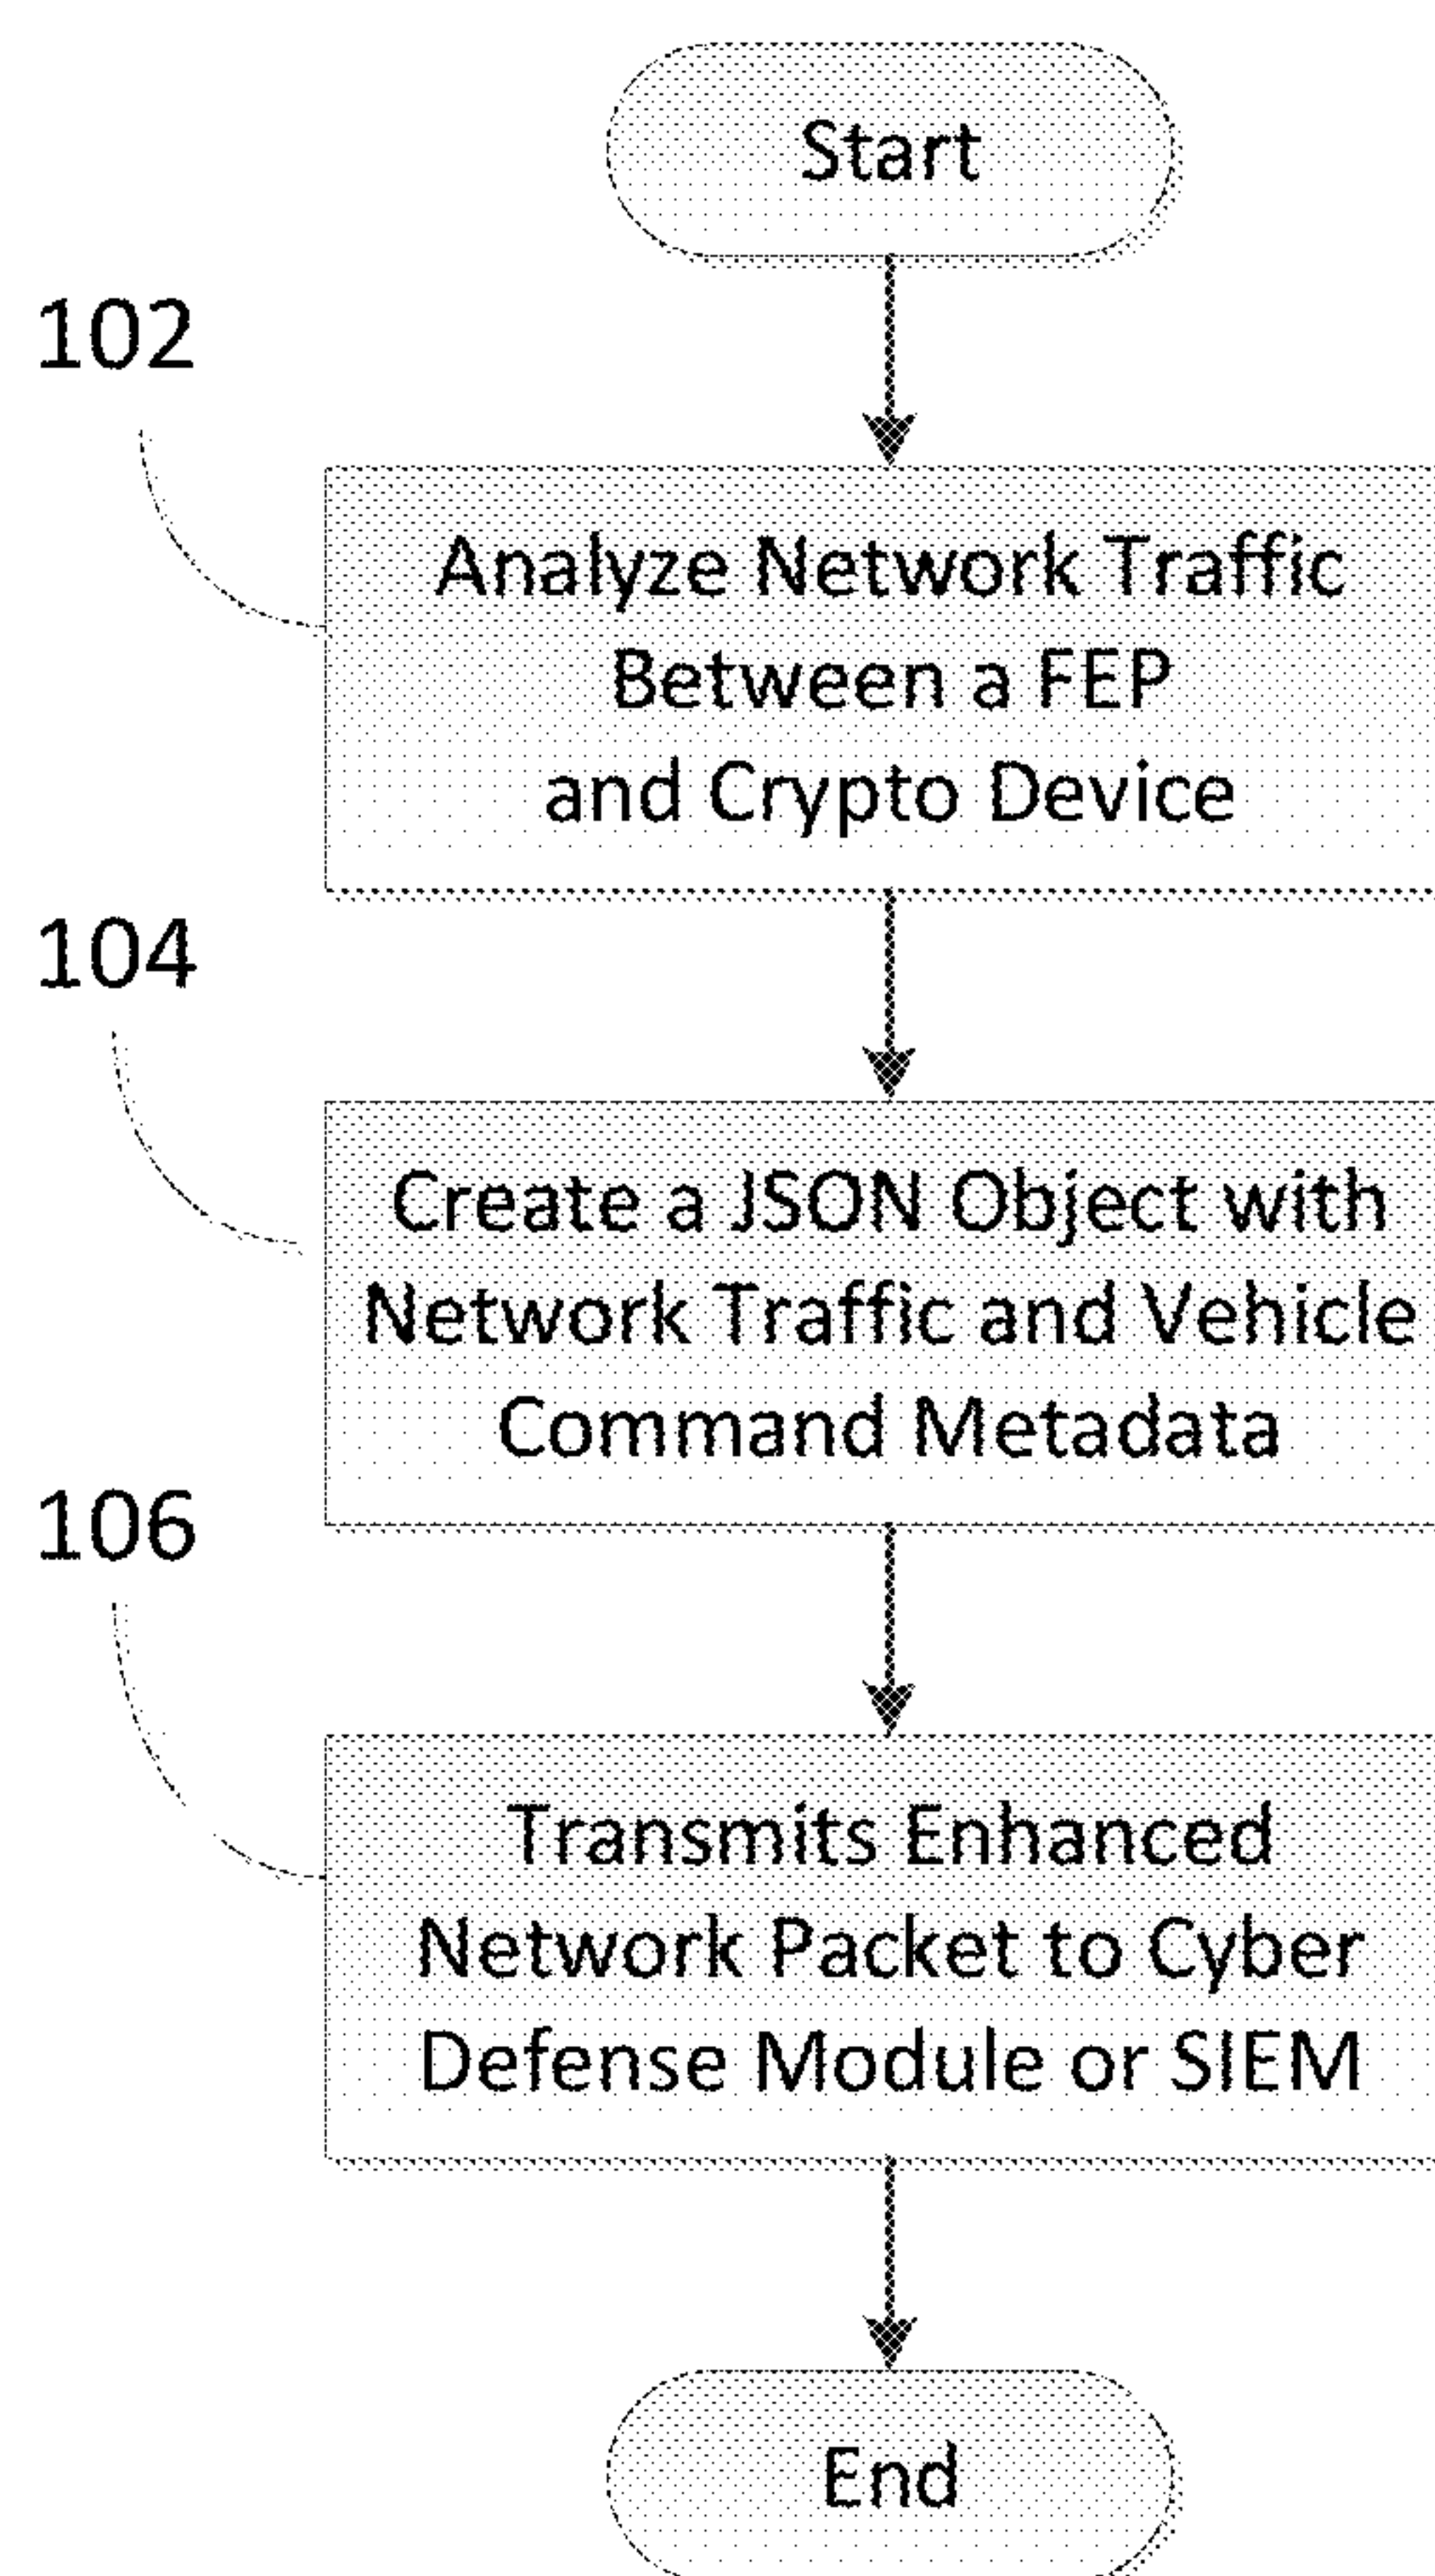 Start
102
Analyze Network Traffic
Between a FEP
and Crypto Device
104
Create a JSON Object with
Network Traffic and Vehicle
Command Metadata
106
Transmits Enhanced
Network Packet to Cyber
Defense Module or SIEM
End